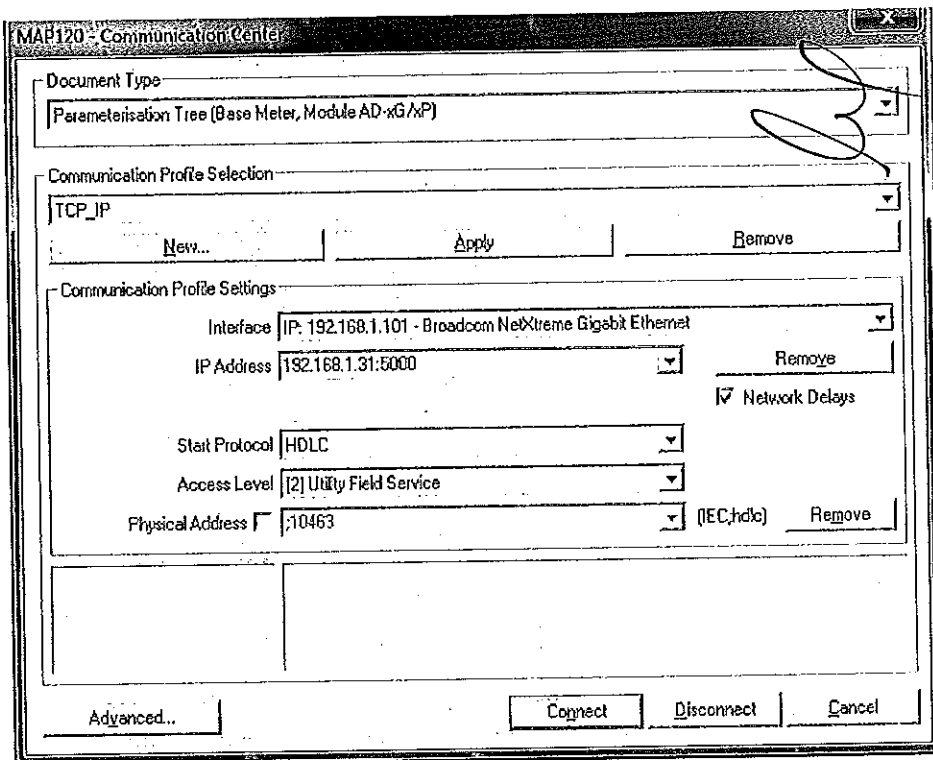 MAP120 - Communication Center
Document Type
Parameterisation Tree (Base Meter, Module AD-xG/xP)
Communication Profile Selection
TCP_IP
New... Apply Remove
Communication Profile Settings
Interface IP: 192.168.1.101 - Broadcom NetXtreme Gigabit Ethernet
IP Address 192.168.1.31:5000 Remove
Network Delays
Start Protocol HDLC
Access Level [2] Utility Field Service
Physical Address ;10463 (IEC;hdlc) Remove
Advanced... Connect Disconnect Cancel